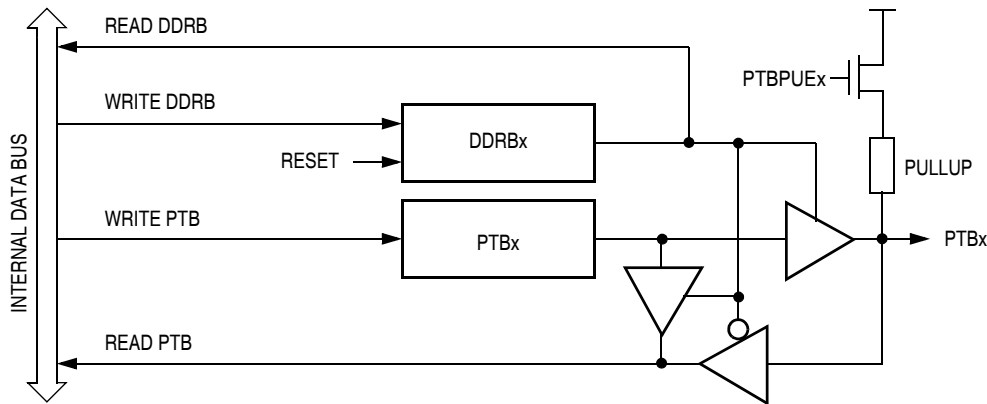 READ DDRB
PTBPUEx
WRITE DDRB
DDRBx
RESET
PULLUP
INTERNAL DATA BUS
WRITE PTB
PTBx
PTBx
READ PTB